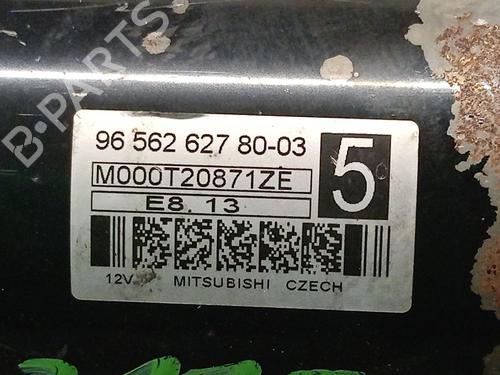 B-PARTS
96 562 627 80-03
5
M000T20871ZE
E8. 13
12V MITSUBISHI CZECH